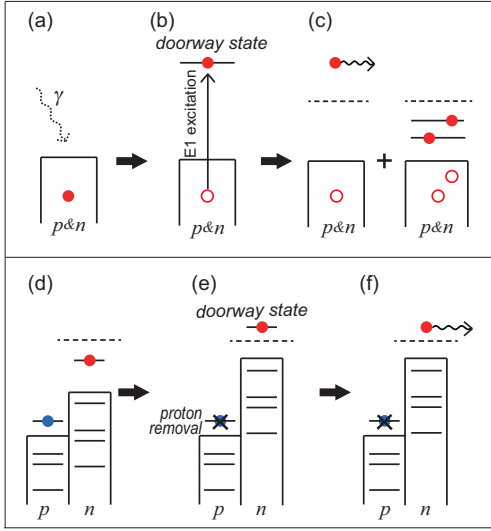 (a)
(b)
(c)
doorway state
γ
E1 excitation
+
p&n
p&n
p&n
p&n
(d)
(e)
(f)
doorway state
proton
removal
p
n
p
n
p
n